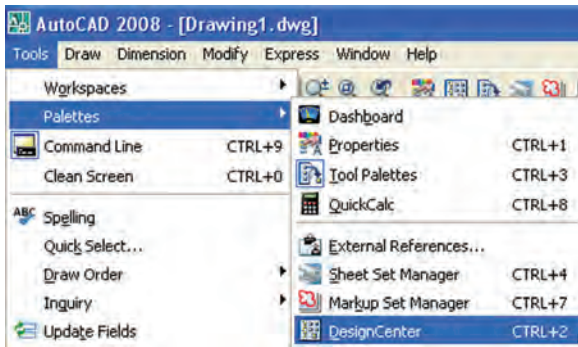 AutoCAD 2008 - [Drawing1.dwg]
Tools Draw Dimension Modify Express Window Help
Workspaces
Palettes
Command Line CTRL+9
Clean Screen CTRL+0
ABC Spelling
Quick Select...
Draw Order
Inquiry
Update Fields
Dashboard
Properties CTRL+1
Tool Palettes CTRL+3
QuickCalc CTRL+8
External References...
Sheet Set Manager CTRL+4
Markup Set Manager CTRL+7
DesignCenter CTRL+2